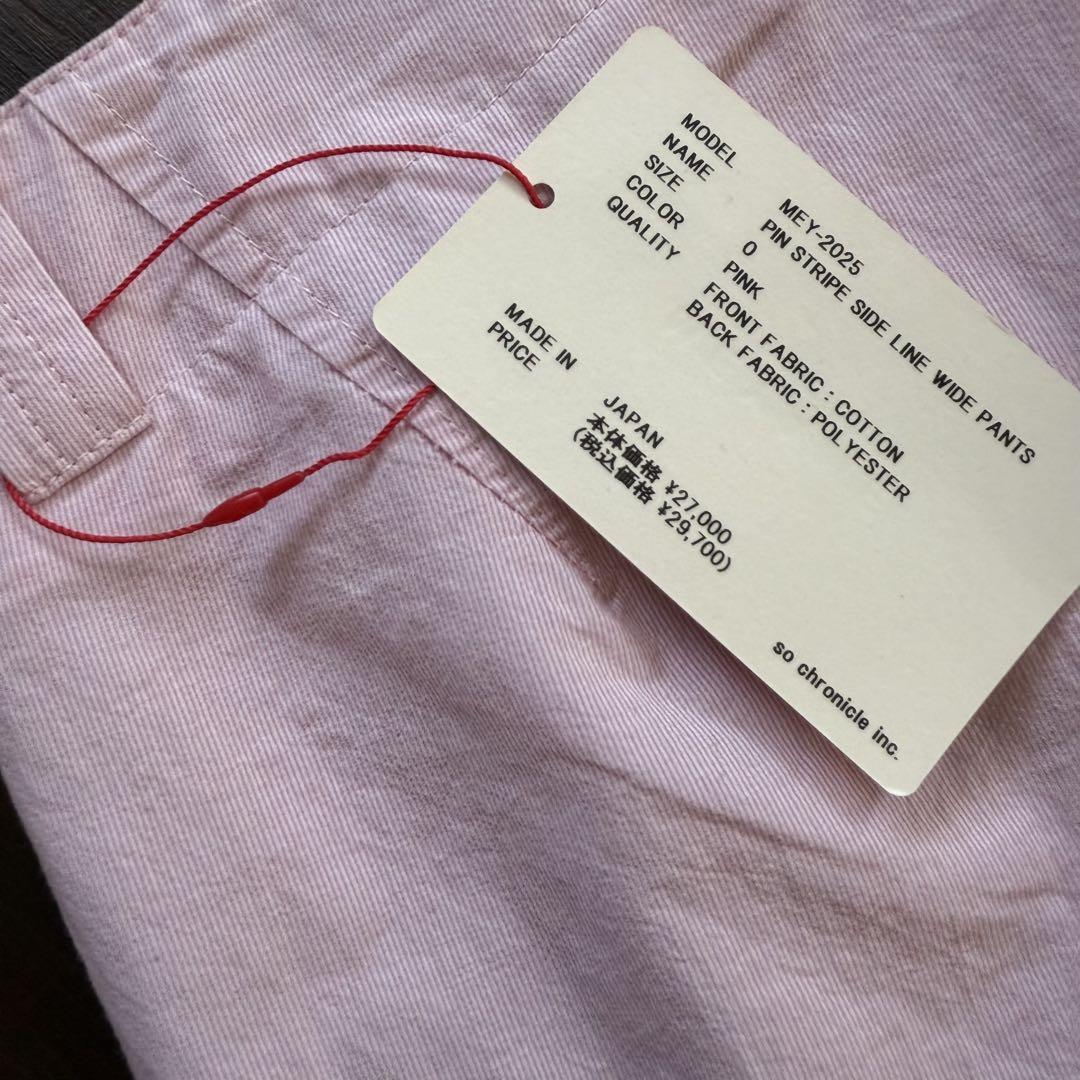 MODEL MEY-2025
NAME PIN STRIPE SIDE LINE WIDE PANTS
SIZE 0
COLOR PINK
QUALITY FRONT FABRIC : COTTON
BACK FABRIC : POLYESTER
MADE IN JAPAN
PRICE 本体価格 ¥27,000
(税込価格 ¥29,700)
so chronicle inc.